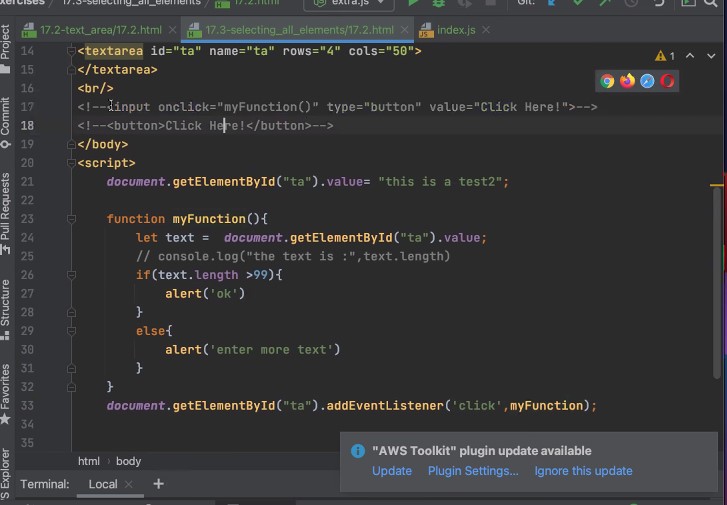 xercises
17.3-selecting_all_elements
17.2.html
extra.js
Git:
17.2-text_area/17.2.html
17.3-selecting_all_elements/17.2.html
index.js
Project
Commit
Pull Requests
Structure
Favorites
S Explorer
1
14 <textarea id="ta" name="ta" rows="4" cols="50">
15 </textarea>
16 <br/>
17 <!--<input onclick="myFunction()" type="button" value="Click Here!">-->
18 <!--<button>Click Here!</button>-->
19 </body>
20 <script>
21 document.getElementById("ta").value= "this is a test2";
22
23 function myFunction(){
24 let text =  document.getElementById("ta").value;
25 // console.log("the text is :",text.length)
26 if(text.length >99){
27 alert('ok')
28 }
29 else{
30 alert('enter more text')
31 }
32 }
33 document.getElementById("ta").addEventListener('click',myFunction);
34
35
"AWS Toolkit" plugin update available
Update Plugin Settings... Ignore this update
html › body
Terminal: Local × +